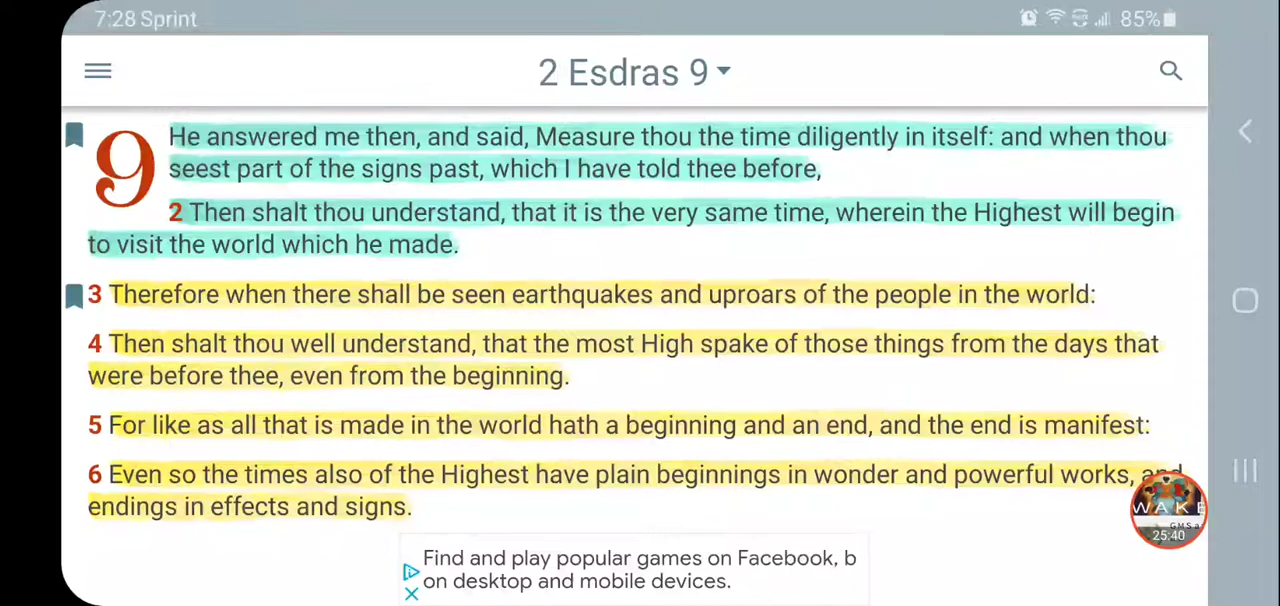 7:28 Sprint
85%
2 Esdras 9
9 He answered me then, and said, Measure thou the time diligently in itself: and when thou
seest part of the signs past, which I have told thee before,
2 Then shalt thou understand, that it is the very same time, wherein the Highest will begin
to visit the world which he made.
3 Therefore when there shall be seen earthquakes and uproars of the people in the world:
4 Then shalt thou well understand, that the most High spake of those things from the days that
were before thee, even from the beginning.
5 For like as all that is made in the world hath a beginning and an end, and the end is manifest:
6 Even so the times also of the Highest have plain beginnings in wonder and powerful works, and
endings in effects and signs.
WAKE
GMS a
25:40
Find and play popular games on Facebook, b
on desktop and mobile devices.